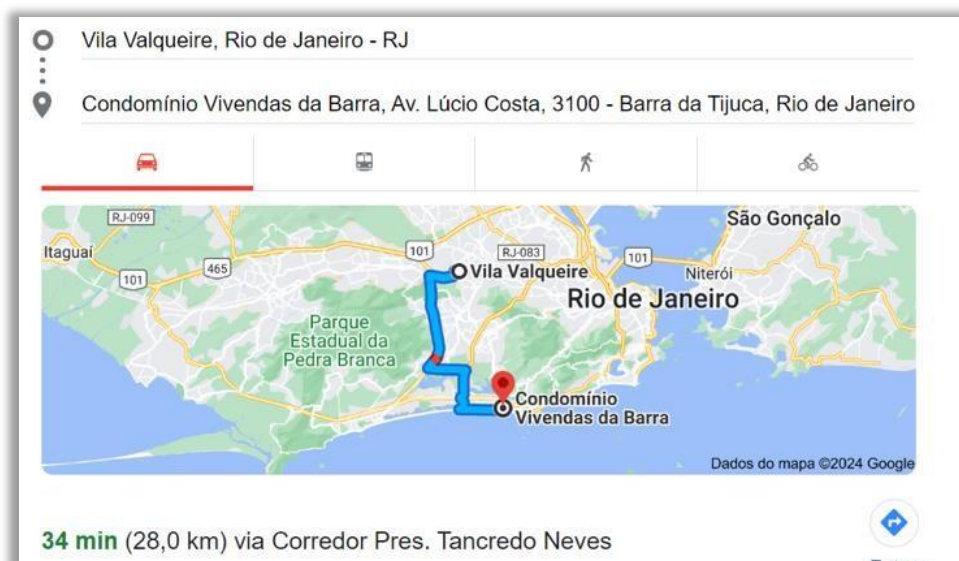 Vila Valqueire, Rio de Janeiro - RJ
Condomínio Vivendas da Barra, Av. Lúcio Costa, 3100 - Barra da Tijuca, Rio de Janeiro
RJ-099
São Gonçalo
Itaguaí
101
RJ-083
101
465
101
Niterói
Vila Valqueire
Rio de Janeiro
Parque
Estadual da
Pedra Branca
Condomínio
Vivendas da Barra
Dados do mapa ©2024 Google
34 min (28,0 km) via Corredor Pres. Tancredo Neves